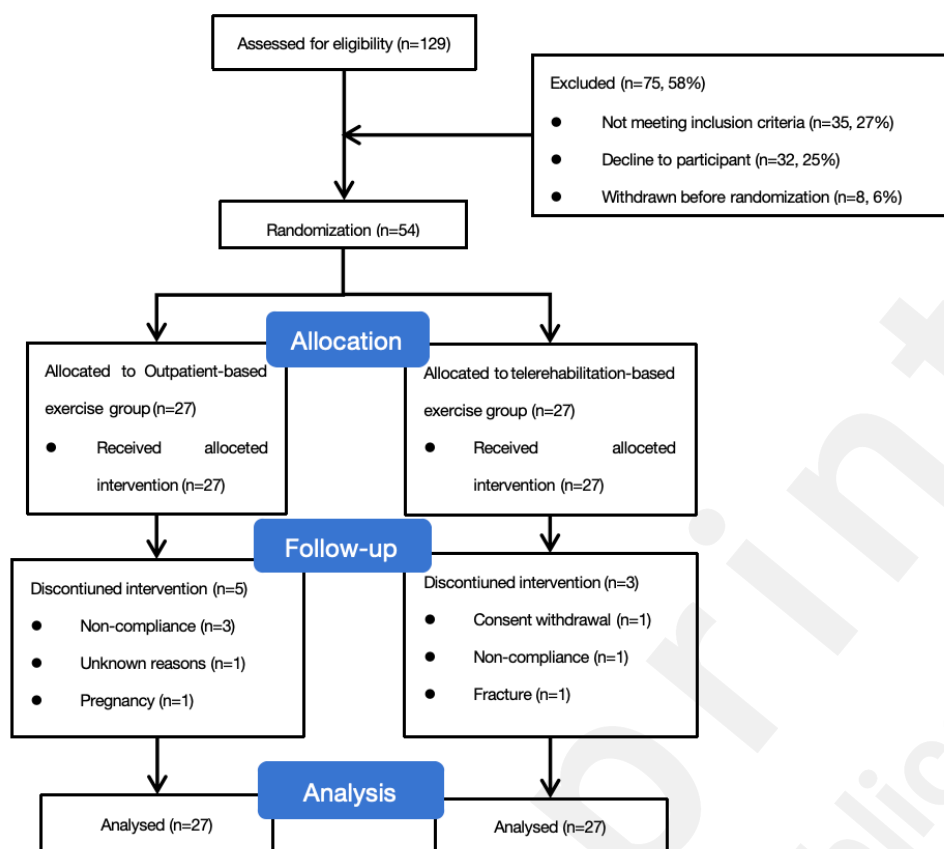 Assessed for eligibility (n=129)
Excluded (n=75, 58%)
● Not meeting inclusion criteria (n=35, 27%)
● Decline to participant (n=32, 25%)
● Withdrawn before randomization (n=8, 6%)
Randomization (n=54)
Allocation
Allocated to Outpatient-based
exercise group (n=27)
● Received alloceted
intervention (n=27)
Allocated to telerehabilitation-based
exercise group (n=27)
● Received alloceted
intervention (n=27)
Follow-up
Discontiuned intervention (n=5)
● Non-compliance (n=3)
● Unknown reasons (n=1)
● Pregnancy (n=1)
Discontiuned intervention (n=3)
● Consent withdrawal (n=1)
● Non-compliance (n=1)
● Fracture (n=1)
Analysis
Analysed (n=27)
Analysed (n=27)
print